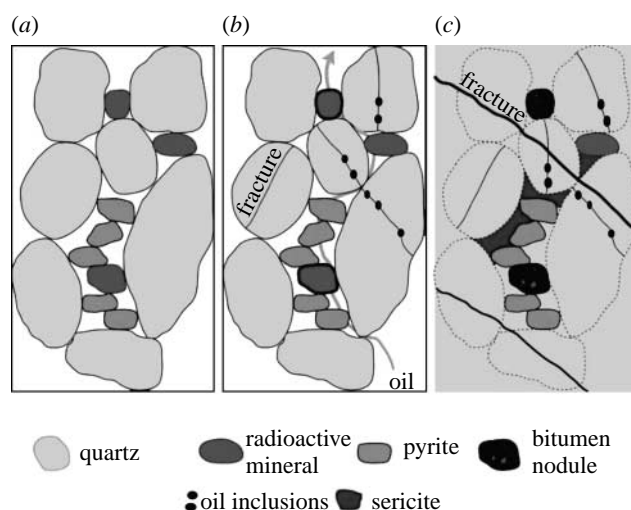 (a)
(b)
(c)
fracture
fracture
oil
quartz
radioactive
mineral
pyrite
bitumen
nodule
oil inclusions
sericite